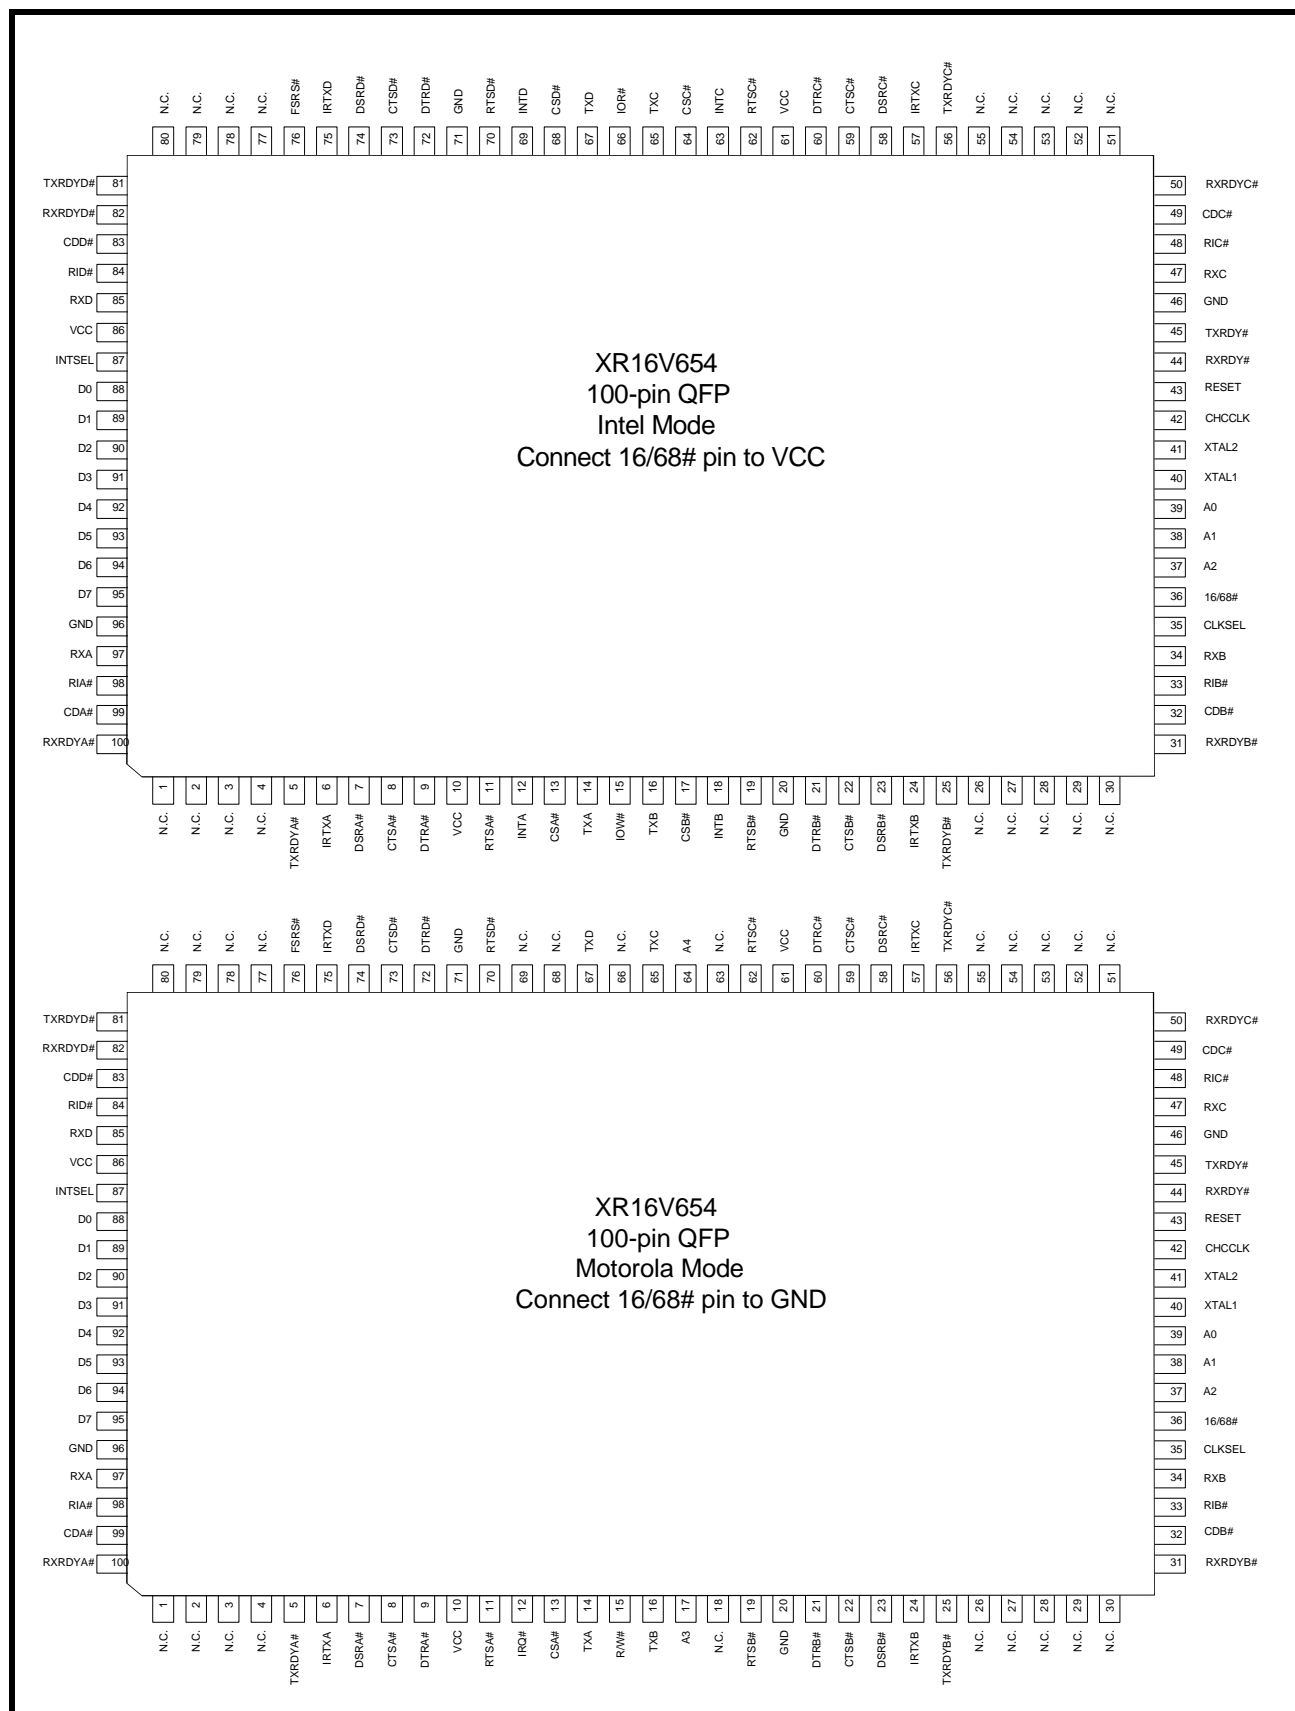 N.C. N.C. N.C. N.C. FSRS# IRTXD DSRD# CTSD# DTRD# GND RTSD# INTD CSD# TXD IOR# TXC CSC# INTC RTSC# VCC DTRC# CTSC# DSRC# IRTXC TXRDYC# N.C. N.C. N.C. N.C. N.C.
80 79 78 77 76 75 74 73 72 71 70 69 68 67 66 65 64 63 62 61 60 59 58 57 56 55 54 53 52 51
TXRDYD# 81 50 RXRDYC#
RXRDYD# 82 49 CDC#
CDD# 83 48 RIC#
RID# 84 47 RXC
RXD 85 46 GND
VCC 86 45 TXRDY#
INTSEL 87 44 RXRDY#
D0 88 43 RESET
D1 89 42 CHCCLK
D2 90 41 XTAL2
D3 91 40 XTAL1
D4 92 39 A0
D5 93 38 A1
D6 94 37 A2
D7 95 36 16/68#
GND 96 35 CLKSEL
RXA 97 34 RXB
RIA# 98 33 RIB#
CDA# 99 32 CDB#
RXRDYA# 100 31 RXRDYB#
XR16V654
100-pin QFP
Intel Mode
Connect 16/68# pin to VCC
1 2 3 4 5 6 7 8 9 10 11 12 13 14 15 16 17 18 19 20 21 22 23 24 25 26 27 28 29 30
N.C. N.C. N.C. N.C. TXRDYA# IRTXA DSRA# CTSA# DTRA# VCC RTSA# INTA CSA# TXA IOW# TXB CSB# INTB RTSB# GND DTRB# CTSB# DSRB# IRTXB TXRDYB# N.C. N.C. N.C. N.C. N.C.
N.C. N.C. N.C. N.C. FSRS# IRTXD DSRD# CTSD# DTRD# GND RTSD# N.C. N.C. TXD N.C. TXC A4 N.C. RTSC# VCC DTRC# CTSC# DSRC# IRTXC TXRDYC# N.C. N.C. N.C. N.C. N.C.
80 79 78 77 76 75 74 73 72 71 70 69 68 67 66 65 64 63 62 61 60 59 58 57 56 55 54 53 52 51
TXRDYD# 81 50 RXRDYC#
RXRDYD# 82 49 CDC#
CDD# 83 48 RIC#
RID# 84 47 RXC
RXD 85 46 GND
VCC 86 45 TXRDY#
INTSEL 87 44 RXRDY#
D0 88 43 RESET
D1 89 42 CHCCLK
D2 90 41 XTAL2
D3 91 40 XTAL1
D4 92 39 A0
D5 93 38 A1
D6 94 37 A2
D7 95 36 16/68#
GND 96 35 CLKSEL
RXA 97 34 RXB
RIA# 98 33 RIB#
CDA# 99 32 CDB#
RXRDYA# 100 31 RXRDYB#
XR16V654
100-pin QFP
Motorola Mode
Connect 16/68# pin to GND
1 2 3 4 5 6 7 8 9 10 11 12 13 14 15 16 17 18 19 20 21 22 23 24 25 26 27 28 29 30
N.C. N.C. N.C. N.C. TXRDYA# IRTXA DSRA# CTSA# DTRA# VCC RTSA# IRQ# CSA# TXA R/W# TXB A3 N.C. RTSB# GND DTRB# CTSB# DSRB# IRTXB TXRDYB# N.C. N.C. N.C. N.C. N.C.